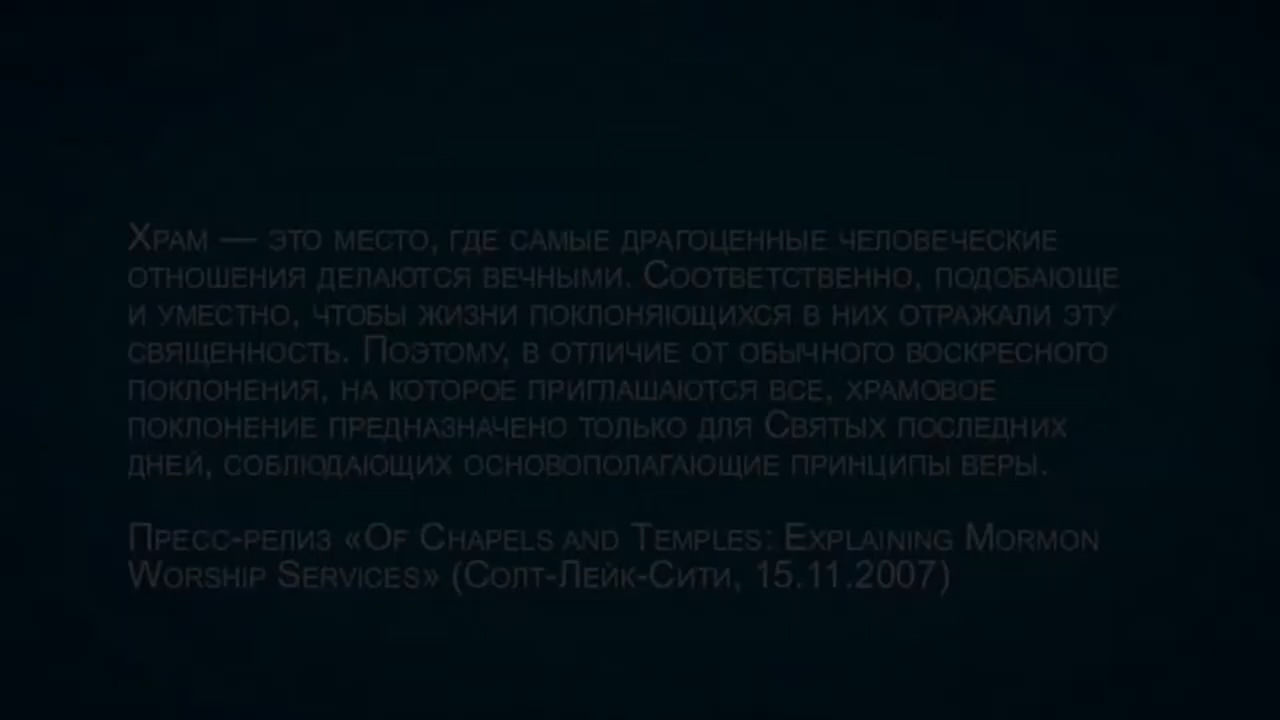 Храм — это место, где самые драгоценные человеческие
отношения делаются вечными. Соответственно, подобающе
и уместно, чтобы жизни поклоняющихся в них отражали эту
священность. Поэтому, в отличие от обычного воскресного
поклонения, на которое приглашаются все, храмовое
поклонение предназначено только для Святых последних
дней, соблюдающих основополагающие принципы веры.
Пресс-релиз «Of Chapels and Temples: Explaining Mormon
Worship Services» (Солт-Лейк-Сити, 15.11.2007)